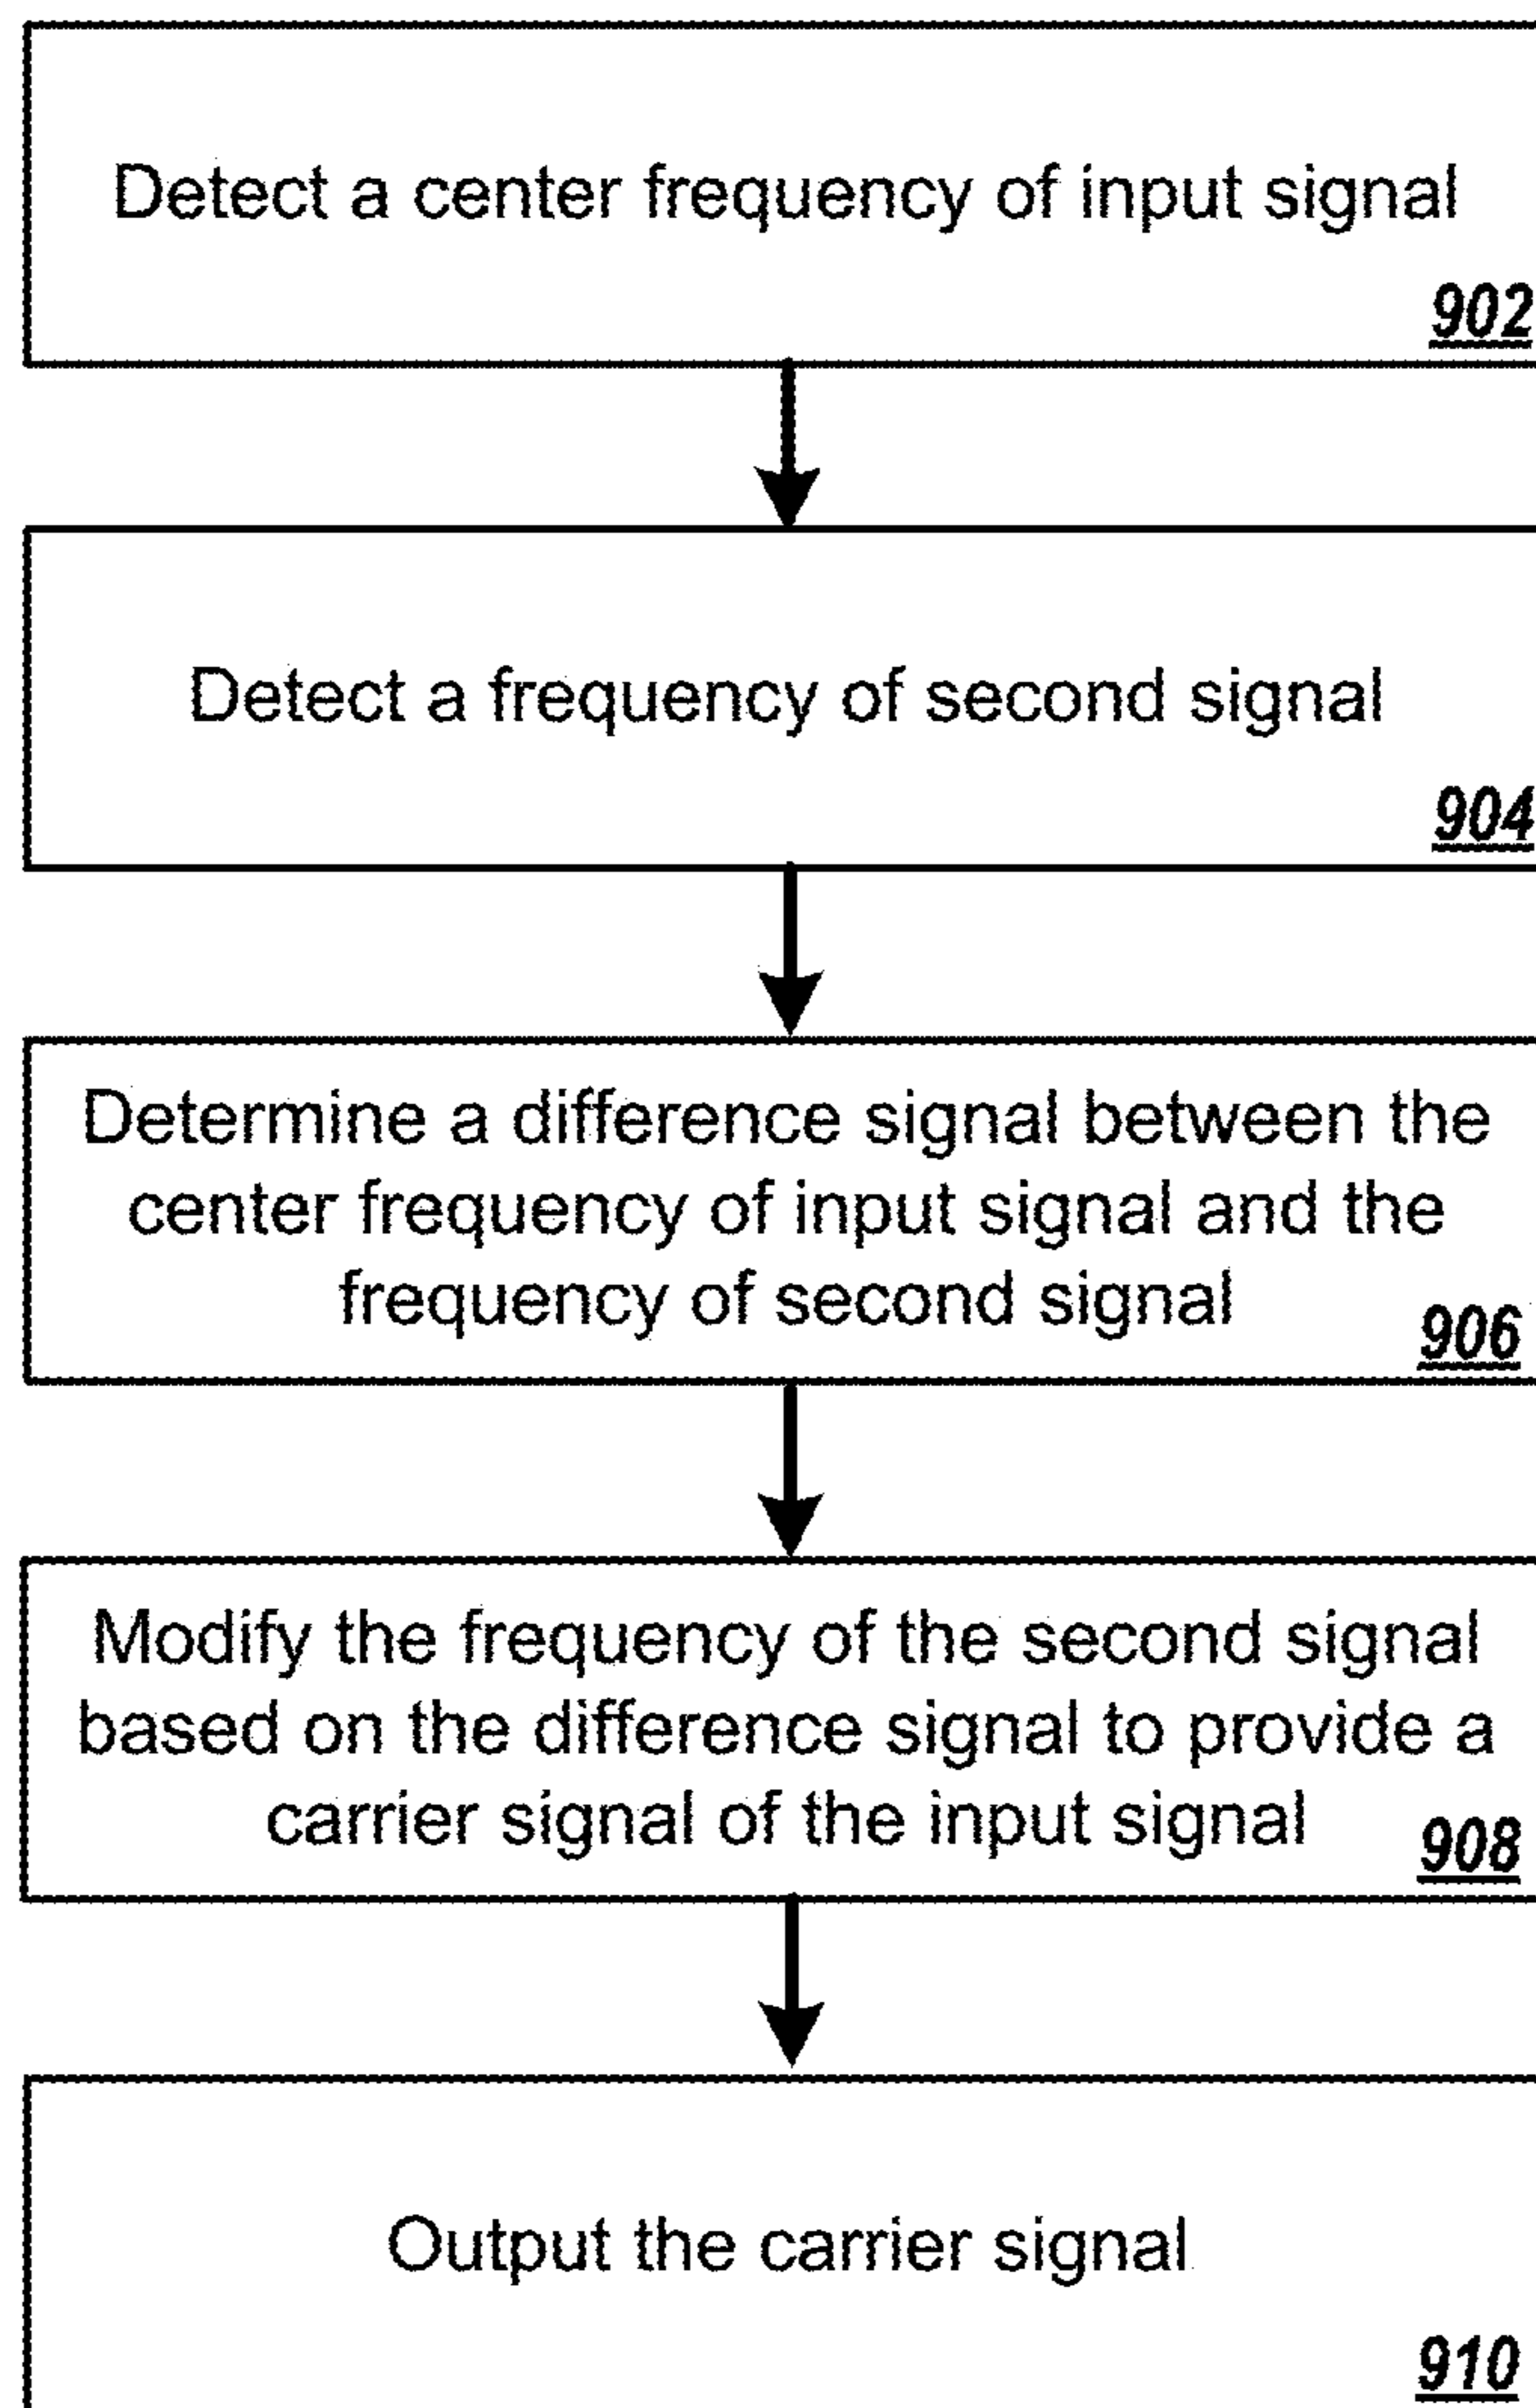 Detect a center frequency of input signal
902
Detect a frequency of second signal
904
Determine a difference signal between the
center frequency of input signal and the
frequency of second signal
906
Modify the frequency of the second signal
based on the difference signal to provide a
carrier signal of the input signal
908
Output the carrier signal
910